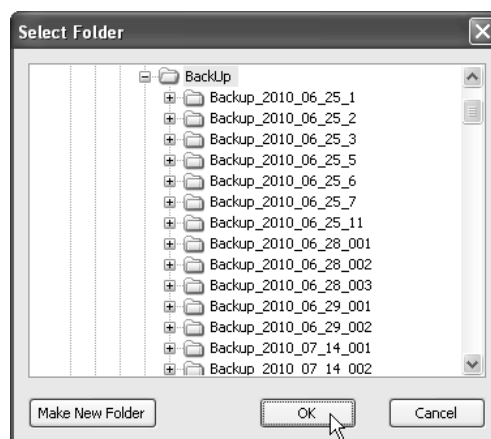 Select Folder
BackUp
Backup_2010_06_25_1
Backup_2010_06_25_2
Backup_2010_06_25_3
Backup_2010_06_25_5
Backup_2010_06_25_6
Backup_2010_06_25_7
Backup_2010_06_25_11
Backup_2010_06_28_001
Backup_2010_06_28_002
Backup_2010_06_28_003
Backup_2010_06_29_001
Backup_2010_06_29_002
Backup_2010_07_14_001
Backup_2010_07_14_002
Make New Folder OK Cancel